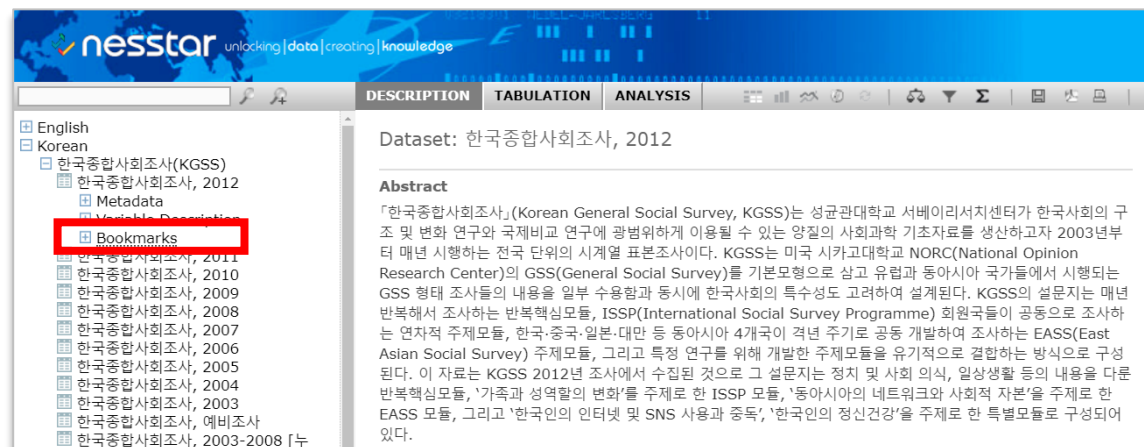 nesstar unlocking|data|creating|knowledge
DESCRIPTION TABULATION ANALYSIS
English
Korean
한국종합사회조사(KGSS)
한국종합사회조사, 2012
Metadata
Variable Description
Bookmarks
한국종합사회조사, 2011
한국종합사회조사, 2010
한국종합사회조사, 2009
한국종합사회조사, 2008
한국종합사회조사, 2007
한국종합사회조사, 2006
한국종합사회조사, 2005
한국종합사회조사, 2004
한국종합사회조사, 2003
한국종합사회조사, 예비조사
한국종합사회조사, 2003-2008 [누
Dataset: 한국종합사회조사, 2012
Abstract
「한국종합사회조사」(Korean General Social Survey, KGSS)는 성균관대학교 서베이리서치센터가 한국사회의 구
조 및 변화 연구와 국제비교 연구에 광범위하게 이용될 수 있는 양질의 사회과학 기초자료를 생산하고자 2003년부
터 매년 시행하는 전국 단위의 시계열 표본조사이다. KGSS는 미국 시카고대학교 NORC(National Opinion
Research Center)의 GSS(General Social Survey)를 기본모형으로 삼고 유럽과 동아시아 국가들에서 시행되는
GSS 형태 조사들의 내용을 일부 수용함과 동시에 한국사회의 특수성도 고려하여 설계된다. KGSS의 설문지는 매년
반복해서 조사하는 반복핵심모듈, ISSP(International Social Survey Programme) 회원국들이 공동으로 조사하
는 연차적 주제모듈, 한국·중국·일본·대만 등 동아시아 4개국이 격년 주기로 공동 개발하여 조사하는 EASS(East
Asian Social Survey) 주제모듈, 그리고 특정 연구를 위해 개발한 주제모듈을 유기적으로 결합하는 방식으로 구성
된다. 이 자료는 KGSS 2012년 조사에서 수집된 것으로 그 설문지는 정치 및 사회 의식, 일상생활 등의 내용을 다룬
반복핵심모듈, '가족과 성역할의 변화'를 주제로 한 ISSP 모듈, '동아시아의 네트워크와 사회적 자본'을 주제로 한
EASS 모듈, 그리고 '한국인의 인터넷 및 SNS 사용과 중독', '한국인의 정신건강'을 주제로 한 특별모듈로 구성되어
있다.